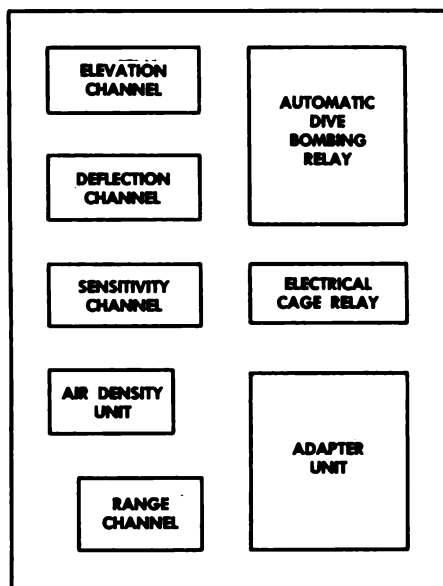 ELEVATION
CHANNEL
DEFLECTION
CHANNEL
SENSITIVITY
CHANNEL
AIR DENSITY
UNIT
RANGE
CHANNEL
AUTOMATIC
DIVE
BOMBING
RELAY
ELECTRICAL
CAGE RELAY
ADAPTER
UNIT